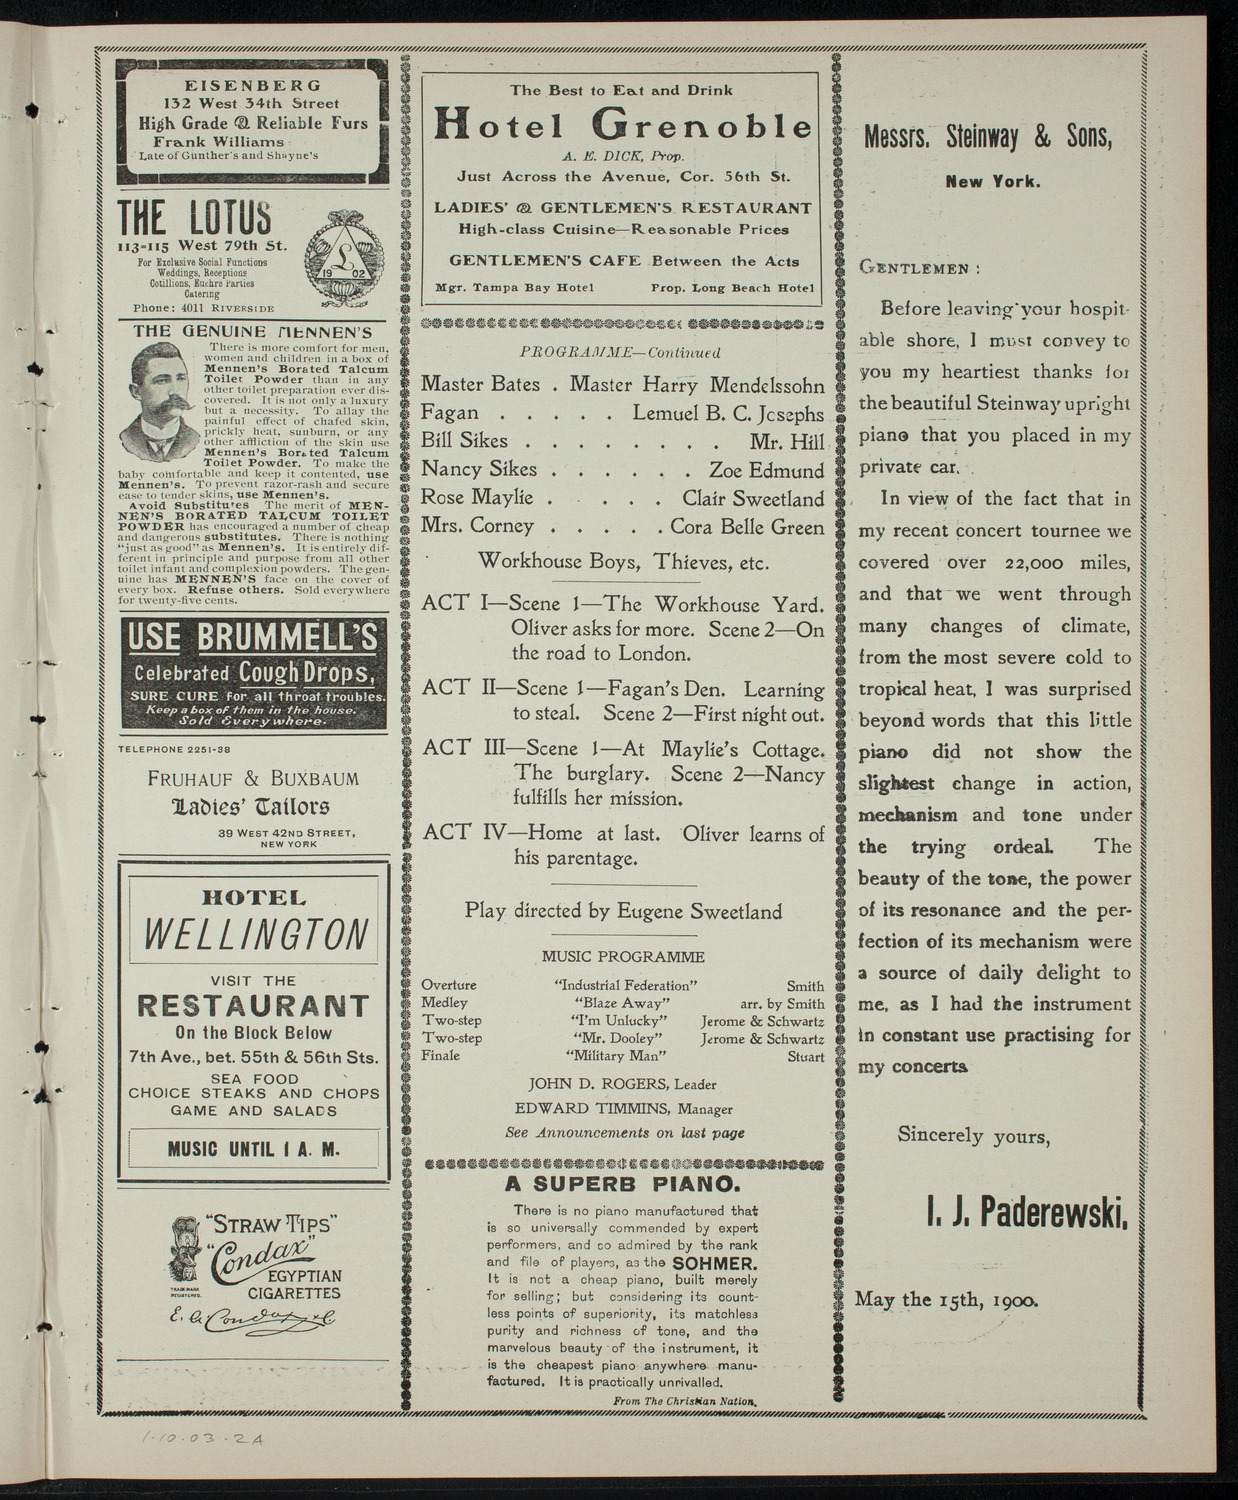 EISENBERG
132 West 34th Street
High Grade & Reliable Furs
Frank Williams
Late of Gunther's and Shayne's
THE LOTUS
113-115 West 79th St.
For Exclusive Social Functions
Weddings, Receptions
Cotillions, Euchre Parties
Catering
Phone: 4011 RIVERSIDE
L
19 02
THE GENUINE MENNEN'S
There is more comfort for men,
women and children in a box of
Mennen's Borated Talcum
Toilet Powder than in any
other toilet preparation ever dis-
covered. It is not only a luxury
but a necessity. To allay the
painful effect of chafed skin,
prickly heat, sunburn, or any
other affliction of the skin use
Mennen's Borated Talcum
Toilet Powder. To make the
baby comfortable and keep it contented, use
Mennen's. To prevent razor-rash and secure
ease to tender skins, use Mennen's.
Avoid Substitutes The merit of MEN-
NEN'S BORATED TALCUM TOILET
POWDER has encouraged a number of cheap
and dangerous substitutes. There is nothing
"just as good" as Mennen's. It is entirely dif-
ferent in principle and purpose from all other
toilet infant and complexion powders. The gen-
uine has MENNEN'S face on the cover of
every box. Refuse others. Sold everywhere
for twenty-five cents.
USE BRUMMELL'S
Celebrated Cough Drops,
SURE CURE for all throat troubles.
Keep a box of them in the house.
Sold Everywhere.
TELEPHONE 2251-38
FRUHAUF & BUXBAUM
Ladies' Tailors
39 WEST 42ND STREET,
NEW YORK
HOTEL
WELLINGTON
VISIT THE
RESTAURANT
On the Block Below
7th Ave., bet. 55th & 56th Sts.
SEA FOOD
CHOICE STEAKS AND CHOPS
GAME AND SALADS
MUSIC UNTIL 1 A. M.
"STRAW TIPS"
"Condax"
EGYPTIAN
CIGARETTES
TRADE MARK
REGISTERED.
E. A. Condax & Co
1-10-03-2A
The Best to Eat and Drink
Hotel Grenoble
A. E. DICK, Prop.
Just Across the Avenue, Cor. 56th St.
LADIES' & GENTLEMEN'S RESTAURANT
High-class Cuisine—Reasonable Prices
GENTLEMEN'S CAFE Between the Acts
Mgr. Tampa Bay Hotel Prop. Long Beach Hotel
PROGRAMME—Continued
Master Bates . Master Harry Mendelssohn
Fagan . . . . . Lemuel B. C. Josephs
Bill Sikes . . . . . . . . Mr. Hill
Nancy Sikes . . . . . . Zoe Edmund
Rose Maylie . . . . . Clair Sweetland
Mrs. Corney . . . . . Cora Belle Green
Workhouse Boys, Thieves, etc.
ACT I—Scene 1—The Workhouse Yard.
Oliver asks for more. Scene 2—On
the road to London.
ACT II—Scene 1—Fagan's Den. Learning
to steal. Scene 2—First night out.
ACT III—Scene 1—At Maylie's Cottage.
The burglary. Scene 2—Nancy
fulfills her mission.
ACT IV—Home at last. Oliver learns of
his parentage.
Play directed by Eugene Sweetland
MUSIC PROGRAMME
Overture "Industrial Federation" Smith
Medley "Blaze Away" arr. by Smith
Two-step "I'm Unlucky" Jerome & Schwartz
Two-step "Mr. Dooley" Jerome & Schwartz
Finale "Military Man" Stuart
JOHN D. ROGERS, Leader
EDWARD TIMMINS, Manager
See Announcements on last page
A SUPERB PIANO.
There is no piano manufactured that
is so universally commended by expert
performers, and so admired by the rank
and file of players, as the SOHMER.
It is not a cheap piano, built merely
for selling; but considering its count-
less points of superiority, its matchless
purity and richness of tone, and the
marvelous beauty of the instrument, it
is the cheapest piano anywhere manu-
factured. It is practically unrivalled.
From The Christian Nation.
Messrs. Steinway & Sons,
New York.
GENTLEMEN :
Before leaving your hospit-
able shore, I must convey to
you my heartiest thanks for
the beautiful Steinway upright
piano that you placed in my
private car.
In view of the fact that in
my recent concert tournee we
covered over 22,000 miles,
and that we went through
many changes of climate,
from the most severe cold to
tropical heat, I was surprised
beyond words that this little
piano did not show the
slightest change in action,
mechanism and tone under
the trying ordeal. The
beauty of the tone, the power
of its resonance and the per-
fection of its mechanism were
a source of daily delight to
me, as I had the instrument
in constant use practising for
my concerts
Sincerely yours,
I. J. Paderewski.
May the 15th, 1900.